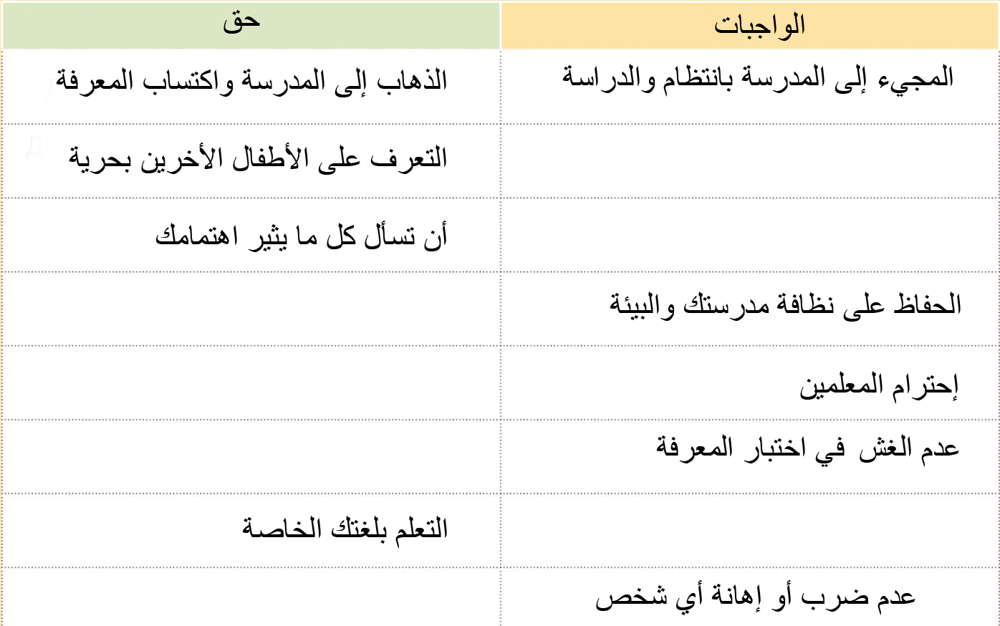 الواجبات
حق
المجيء إلى المدرسة بانتظام والدراسة
الذهاب إلى المدرسة واكتساب المعرفة
التعرف على الأطفال الأخرين بحرية
أن تسأل كل ما يثير اهتمامك
الحفاظ على نظافة مدرستك والبيئة
إحترام المعلمين
عدم الغش في اختبار المعرفة
التعلم بلغتك الخاصة
عدم ضرب أو إهانة أي شخص